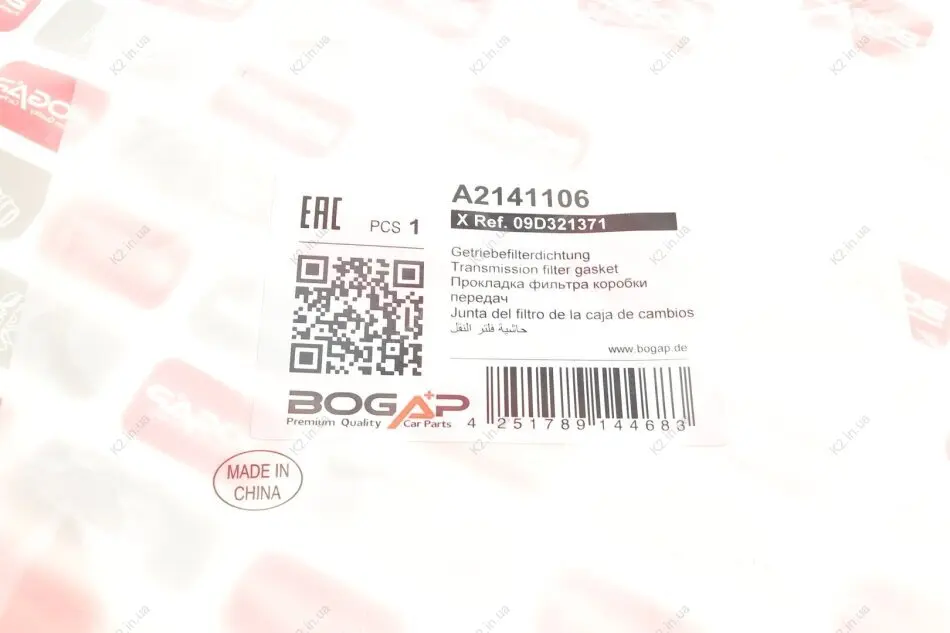 EAC
PCS 1
A2141106
X Ref. 09D321371
Getriebefilterdichtung
Transmission filter gasket
Прокладка фильтра коробки
передач
Junta del filtro de la caja de cambios
حاشية فلتر النقل
www.bogap.de
BOGAP
Premium Quality Car Parts
4 251789 144683
MADE IN
CHINA
K2.in.ua